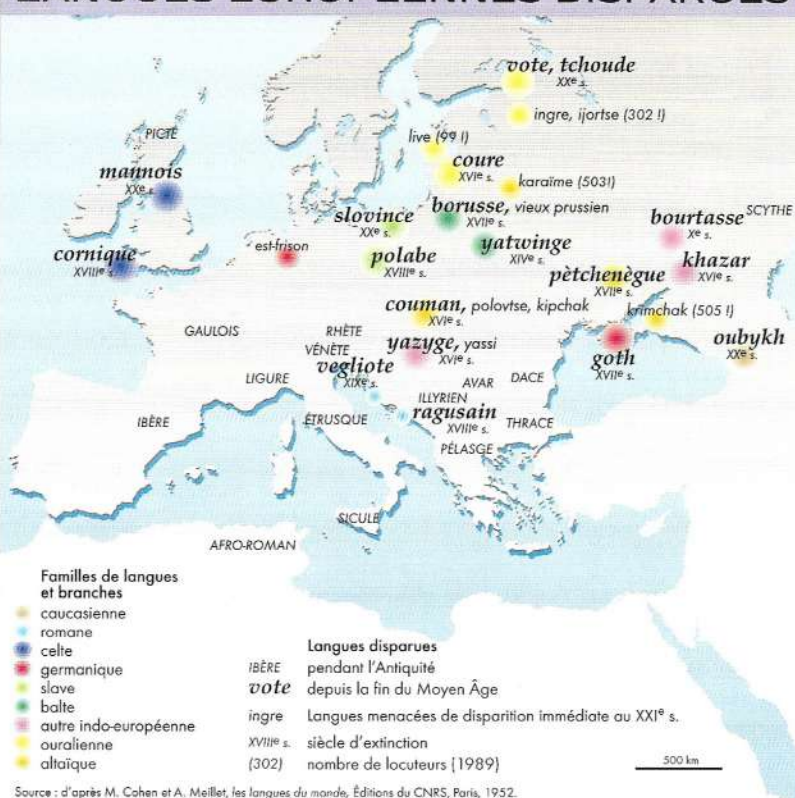 LANGUES EUROPÉENNES DISPARUES
vote, tchoude
XXe s.
ingre, ijortse (302 !)
PICTE
live (99 !)
mannois
XXe s.
coure
XVIe s.
karaïme (503!)
slovince
XXe s.
borusse, vieux prussien
XVIIe s.
bourtasse
Xe s.
SCYTHE
cornique
XVIIIe s.
est-frison
polabe
XVIIIe s.
yatwinge
XIVe s.
khazar
XVIe s.
pètchenègue
XVIIe s.
couman, polovtse, kipchak
XVIe s.
krimchak (505 !)
GAULOIS
RHÈTE
VÉNÈTE
yazyge, yassi
XVIe s.
goth
XVIIe s.
oubykh
XXe s.
vegliote
XIXe s.
LIGURE
AVAR
DACE
ILLYRIEN
IBÈRE
ÉTRUSQUE
ragusain
XVIIIe s.
THRACE
PÉLASGE
SICULE
AFRO-ROMAN
Familles de langues
et branches
caucasienne
romane
celte
germanique
slave
balte
autre indo-européenne
ouralienne
altaïque
Langues disparues
IBÈRE pendant l'Antiquité
vote depuis la fin du Moyen Âge
ingre Langues menacées de disparition immédiate au XXIe s.
XVIIIe s. siècle d'extinction
(302) nombre de locuteurs (1989)
500 km
Source : d'après M. Cohen et A. Meillet, les langues du monde, Éditions du CNRS, Paris, 1952.